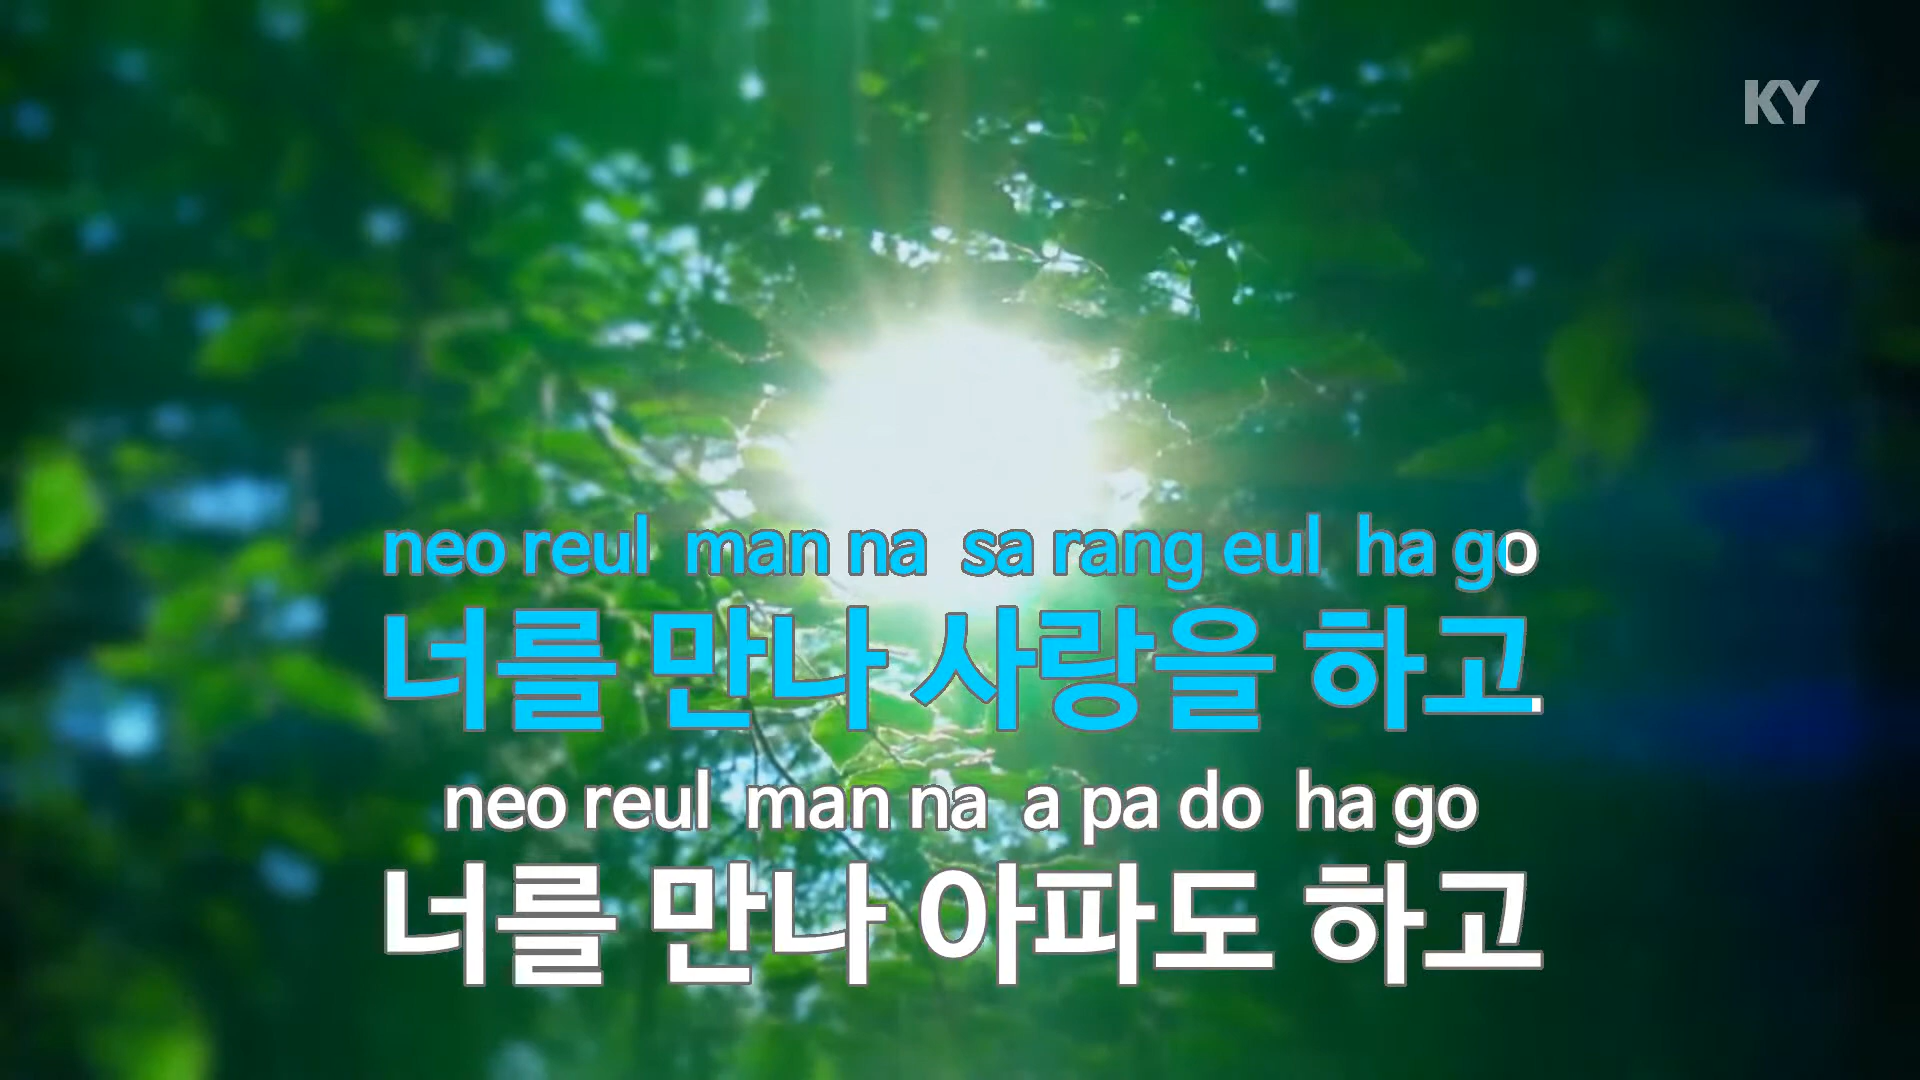 KY
neo reul man na sa rang eul ha go
너를 만나 사랑을 하고
neo reul man na a pa do ha go
너를 만나 아파도 하고